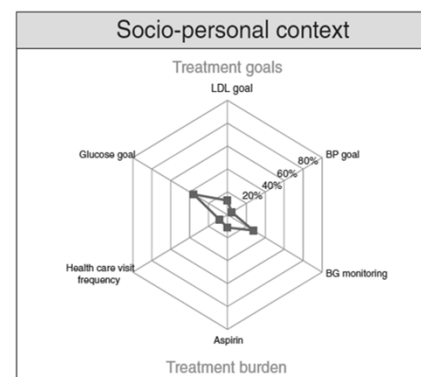 Socio-personal context
Treatment goals
LDL goal
Glucose goal
BP goal
80%
60%
40%
20%
Health care visit
frequency
BG monitoring
Aspirin
Treatment burden